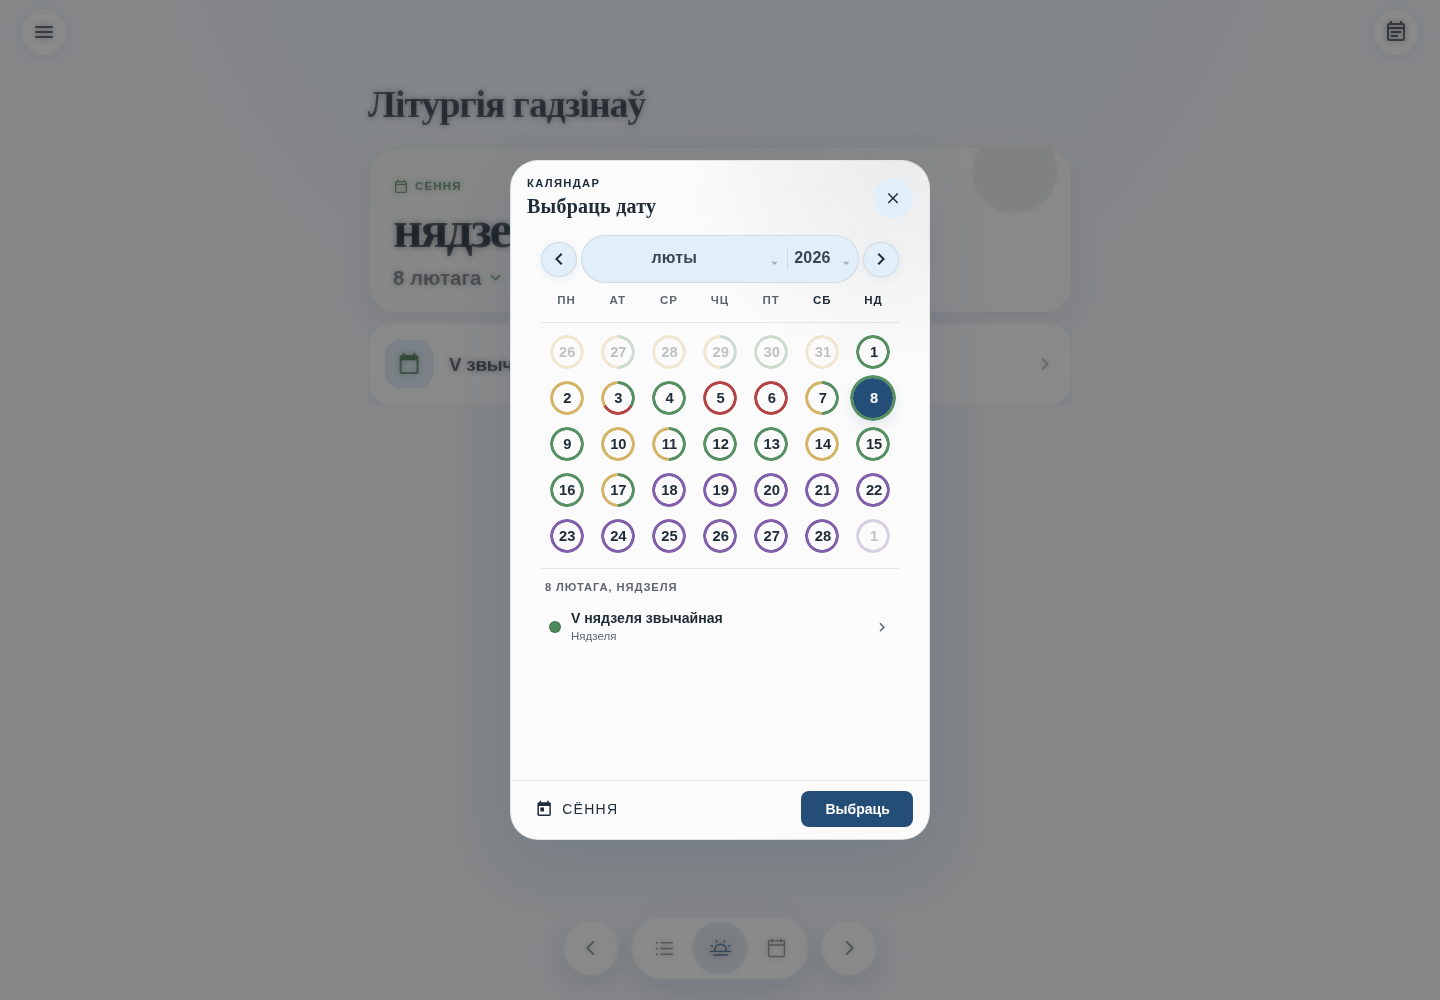 Літургія гадзінаў
СЁННЯ
нядзе
8 лютага
V звыч
КАЛЯНДАР
Выбраць дату
люты 2026
ПН АТ СР ЧЦ ПТ СБ НД
26 27 28 29 30 31 1
2 3 4 5 6 7 8
9 10 11 12 13 14 15
16 17 18 19 20 21 22
23 24 25 26 27 28 1
8 ЛЮТАГА, НЯДЗЕЛЯ
V нядзеля звычайная
Нядзеля
СЁННЯ
Выбраць